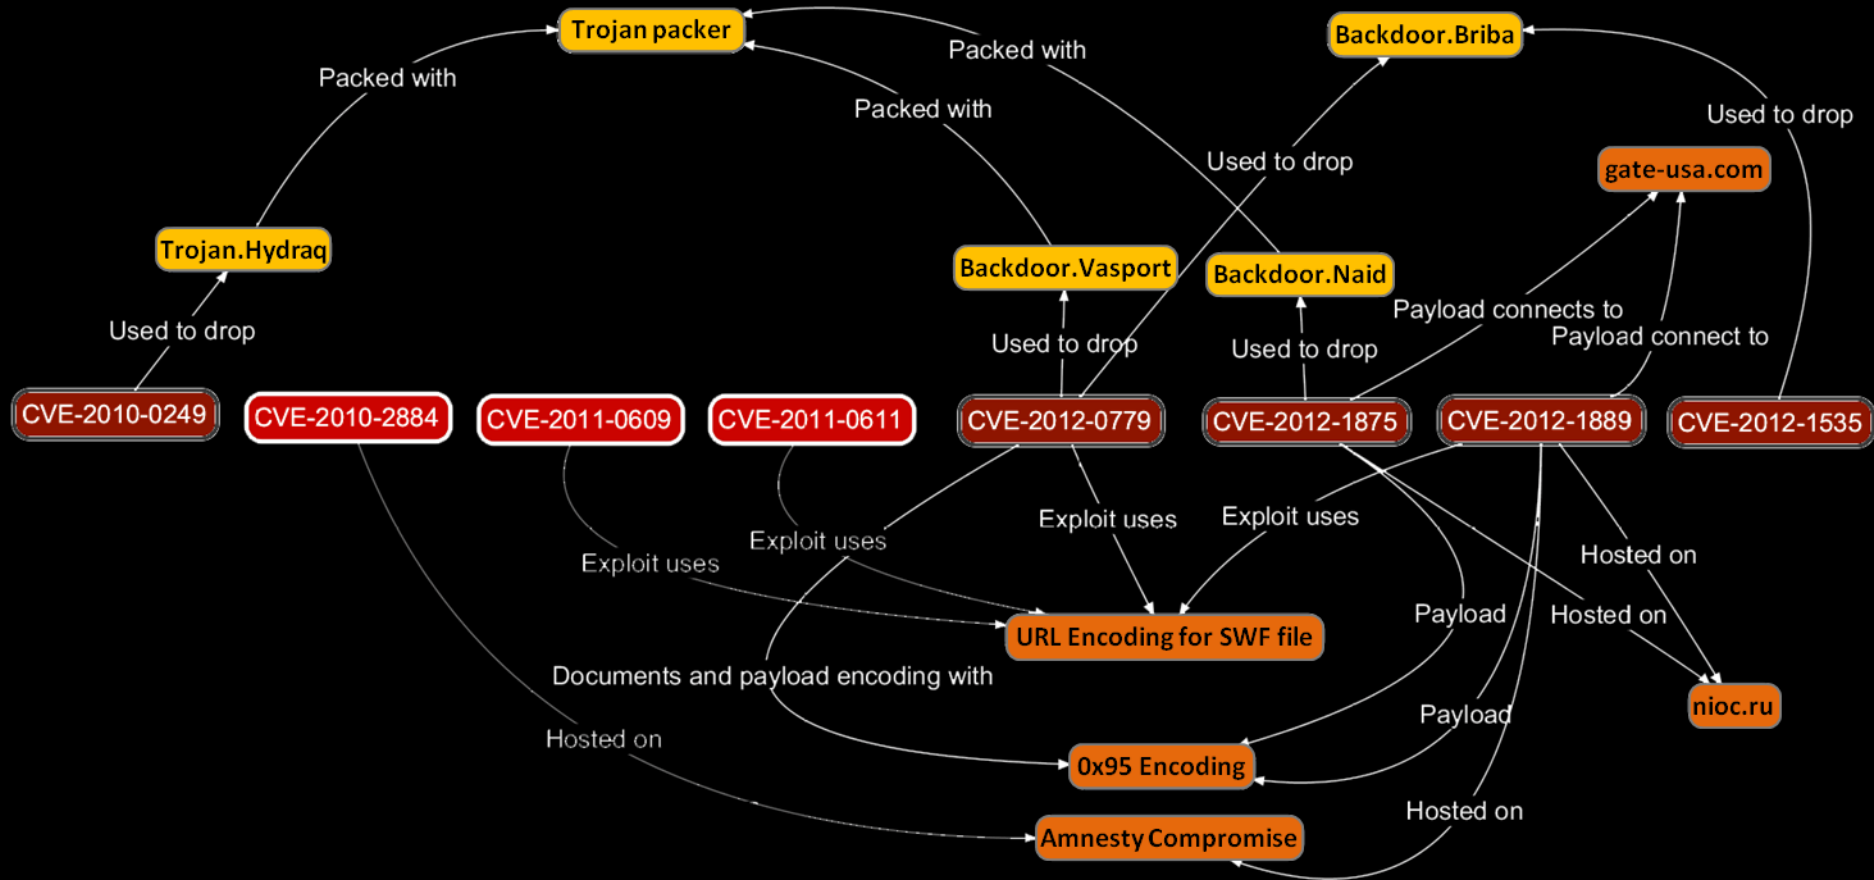 Trojan packer
Backdoor.Briba
Packed with
Packed with
Packed with
Used to drop
Used to drop
gate-usa.com
Trojan.Hydraq
Backdoor.Vasport
Backdoor.Naid
Payload connects to
Used to drop
Used to drop
Used to drop
Payload connect to
CVE-2010-0249
CVE-2010-2884
CVE-2011-0609
CVE-2011-0611
CVE-2012-0779
CVE-2012-1875
CVE-2012-1889
CVE-2012-1535
Exploit uses
Exploit uses
Exploit uses
Exploit uses
Hosted on
Payload
Hosted on
URL Encoding for SWF file
Documents and payload encoding with
nioc.ru
Payload
Hosted on
0x95 Encoding
Hosted on
Amnesty Compromise